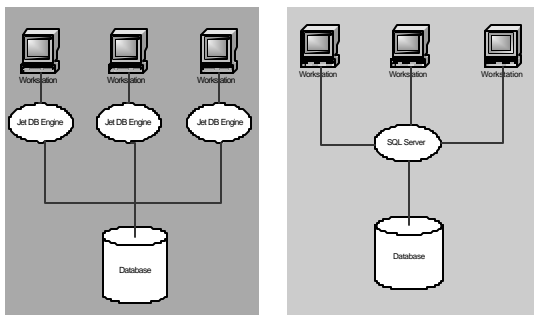 Workstation Workstation Workstation
Jet DB Engine Jet DB Engine Jet DB Engine
Database
Workstation Workstation Workstation
SQL Server
Database